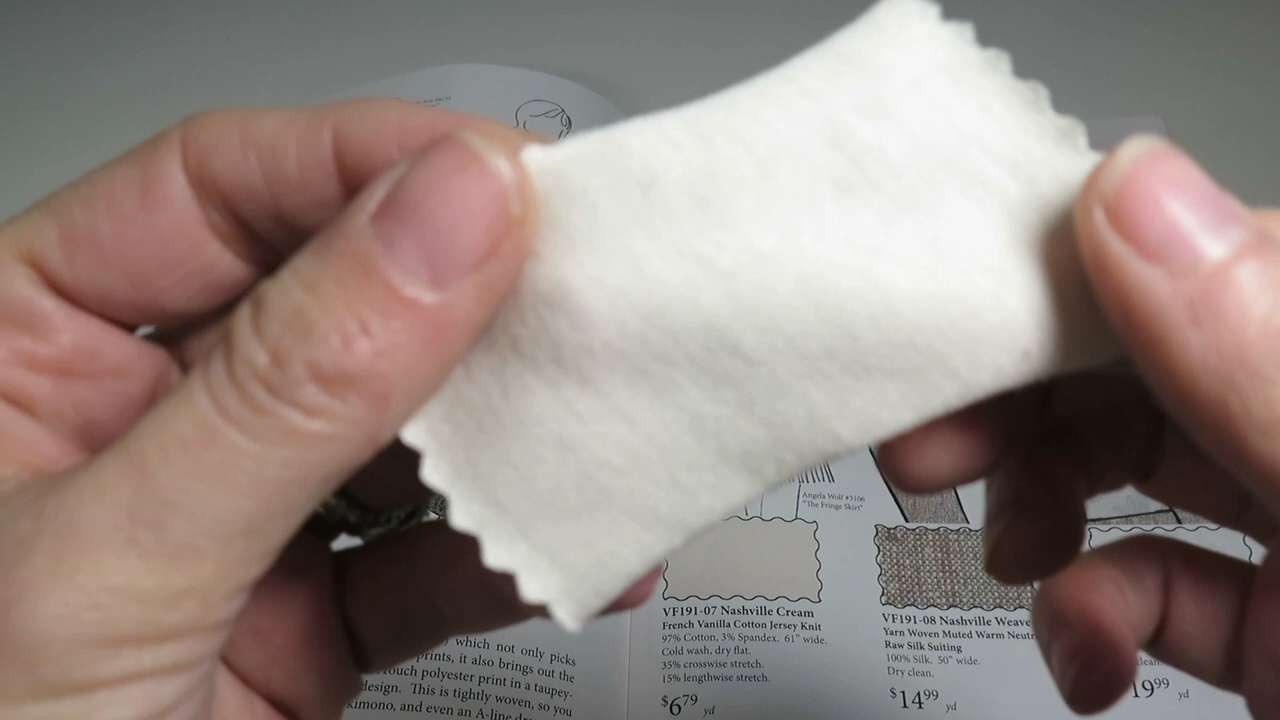 Angela Wolf #3106
"The Fringe Skirt"
VF191-07 Nashville Cream
French Vanilla Cotton Jersey Knit
97% Cotton, 3% Spandex. 61" wide.
Cold wash, dry flat.
35% crosswise stretch.
15% lengthwise stretch.
$6 79 yd
VF191-08 Nashville Weave
Yarn Woven Muted Warm
Raw Silk Suiting
100% Silk. 50" wide.
Dry clean.
$14 99 yd
19 99 yd
which not only picks
prints, it also brings out the
touch polyester print in a taupey-
design. This is tightly woven, so you
kimono, and even an A-line